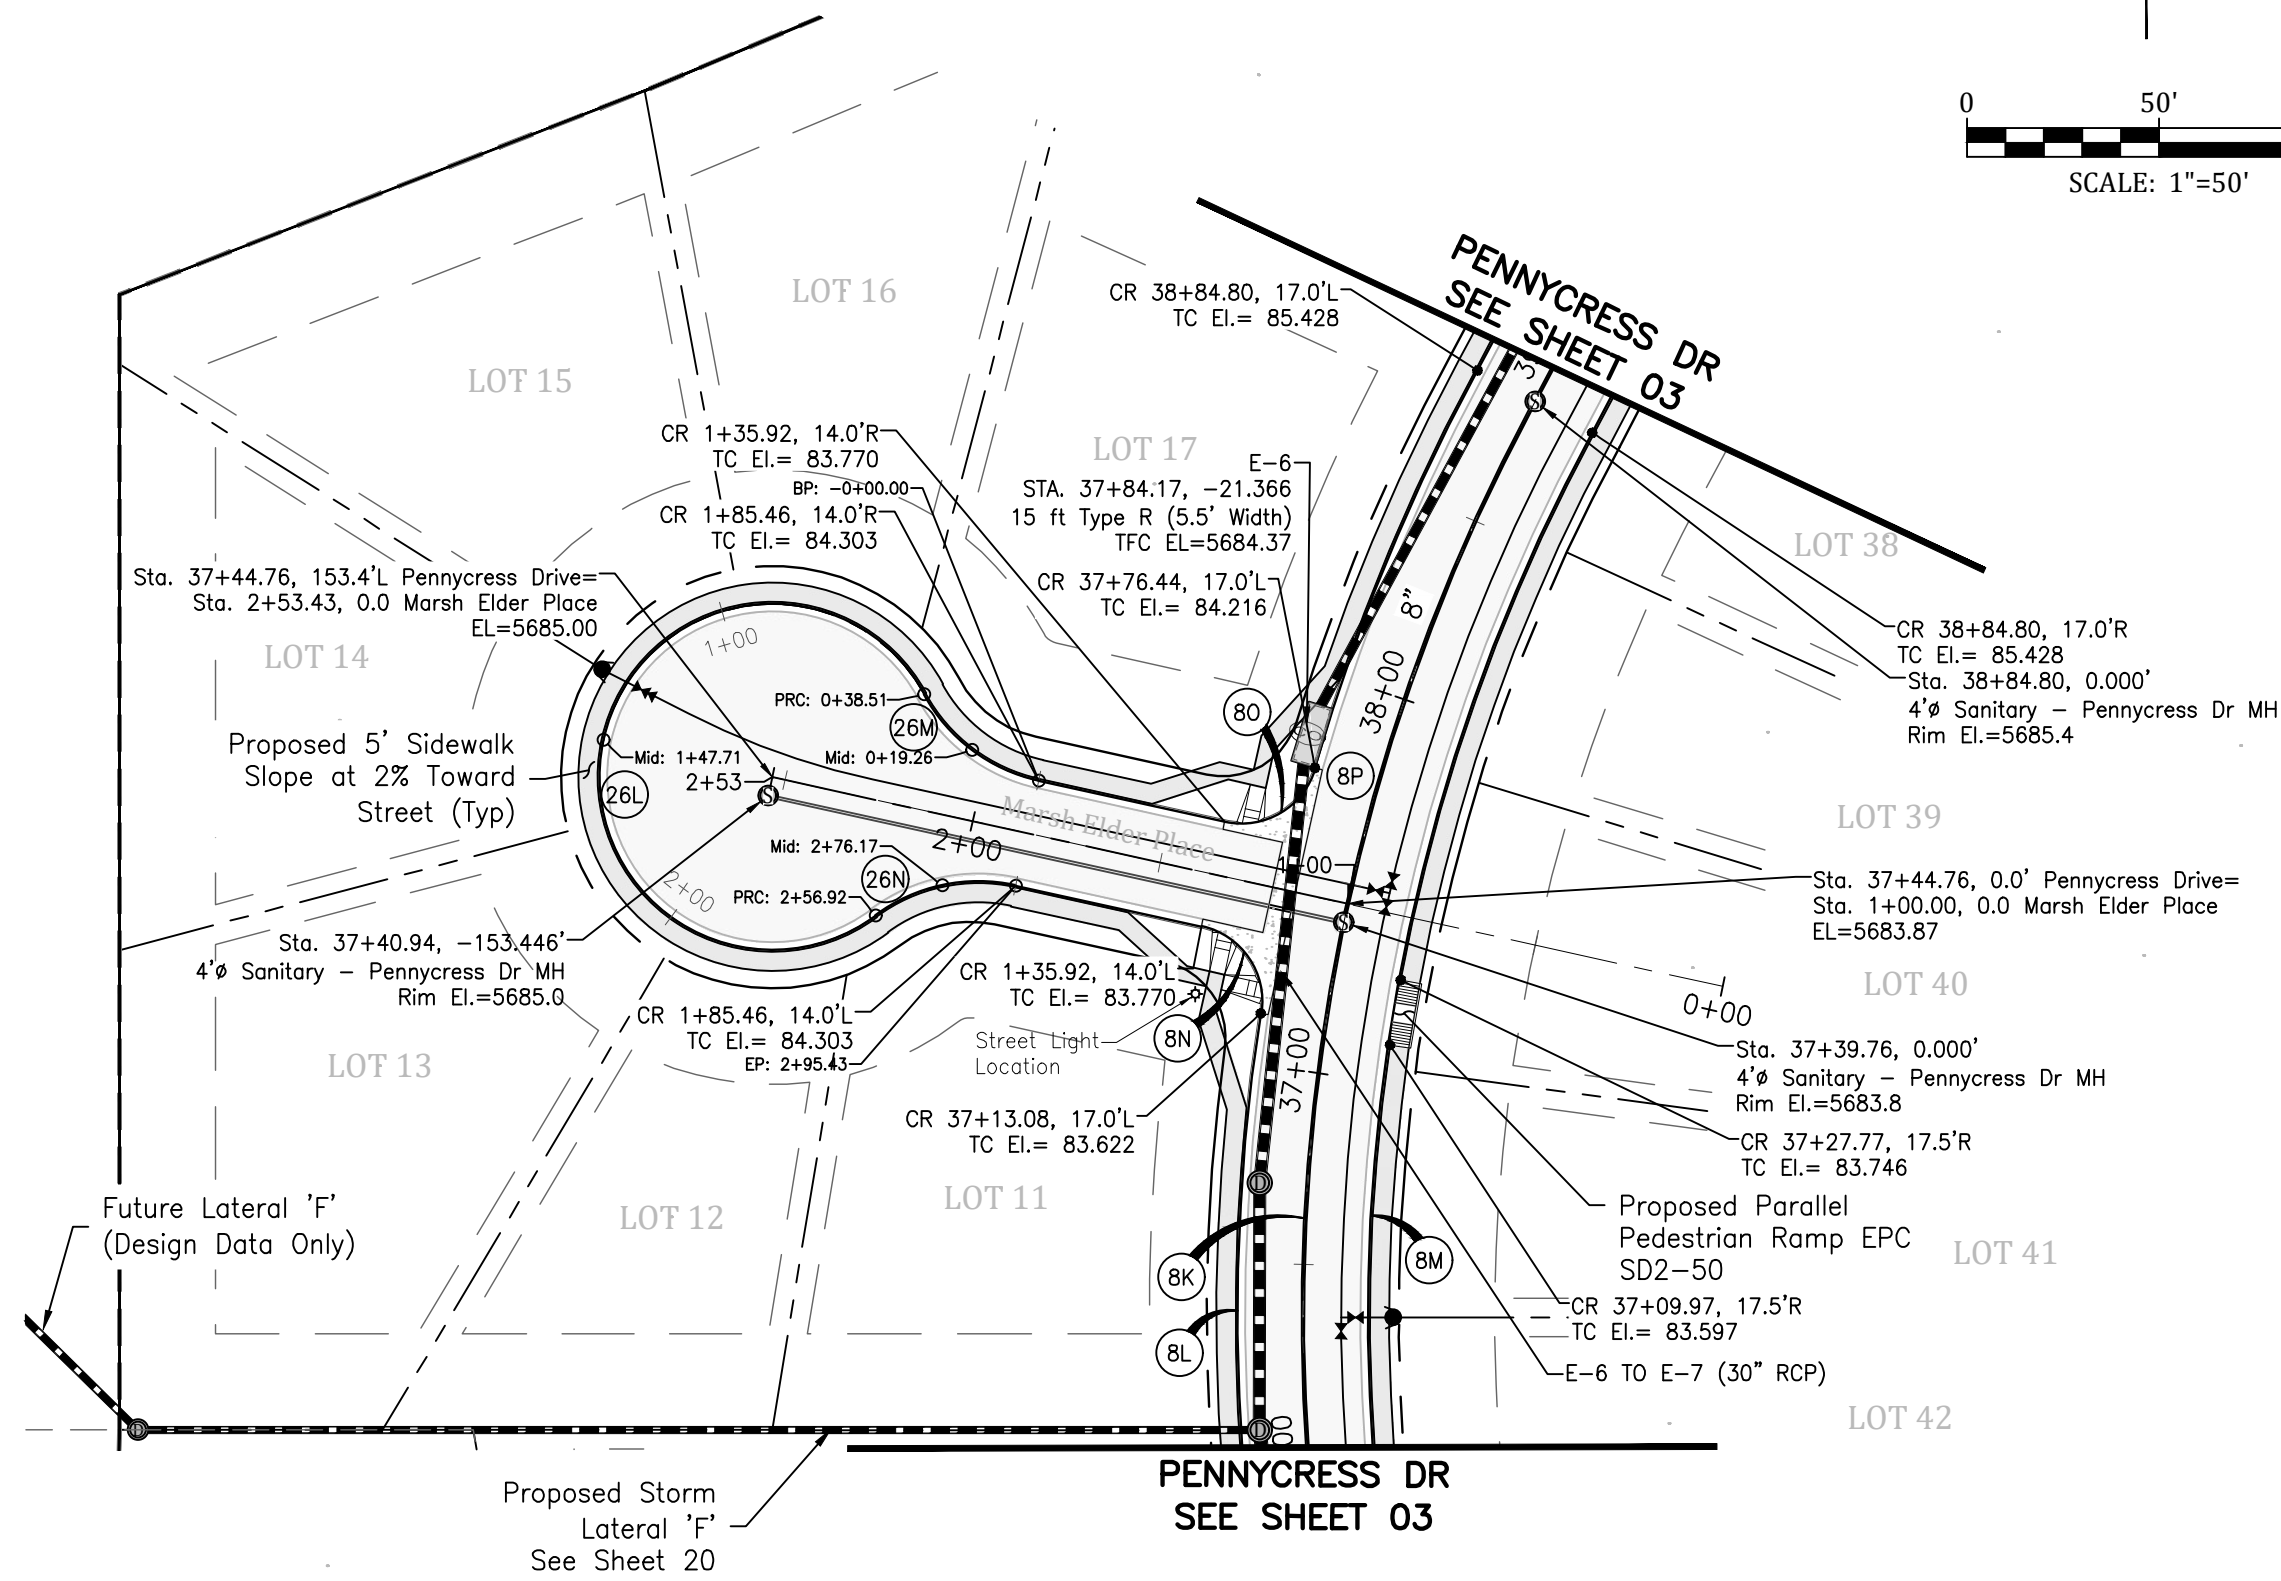 0 50'
SCALE: 1"=50'
PENNYCRESS DR
SEE SHEET 03
LOT 16
CR 38+84.80, 17.0'L
TC El.= 85.428
LOT 15
CR 1+35.92, 14.0'R
TC El.= 83.770
BP: -0+00.00
CR 1+85.46, 14.0'R
TC El.= 84.303
LOT 17
E-6
STA. 37+84.17, -21.366
15 ft Type R (5.5' Width)
TFC EL=5684.37
CR 37+76.44, 17.0'L
TC El.= 84.216
LOT 38
Sta. 37+44.76, 153.4'L Pennycress Drive=
Sta. 2+53.43, 0.0 Marsh Elder Place
EL=5685.00
LOT 14
1+00
8"
38+00
CR 38+84.80, 17.0'R
TC El.= 85.428
Sta. 38+84.80, 0.000'
4'ø Sanitary - Pennycress Dr MH
Rim El.=5685.4
S
PRC: 0+38.51
26M
Mid: 0+19.26
8O
8P
Proposed 5' Sidewalk
Slope at 2% Toward
Street (Typ)
Mid: 1+47.71
2+53
26L
S
Marsh Elder Place
2+00
1+00
LOT 39
Mid: 2+76.17
26N
PRC: 2+56.92
2+00
Sta. 37+44.76, 0.0' Pennycress Drive=
Sta. 1+00.00, 0.0 Marsh Elder Place
EL=5683.87
S
Sta. 37+40.94, -153.446'
4'ø Sanitary - Pennycress Dr MH
Rim El.=5685.0
CR 1+35.92, 14.0'L
TC El.= 83.770
LOT 40
0+00
CR 1+85.46, 14.0'L
TC El.= 84.303
EP: 2+95.43
Street Light
Location
8N
37+00
Sta. 37+39.76, 0.000'
4'ø Sanitary - Pennycress Dr MH
Rim El.=5683.8
LOT 13
CR 37+13.08, 17.0'L
TC El.= 83.622
CR 37+27.77, 17.5'R
TC El.= 83.746
Future Lateral 'F'
(Design Data Only)
LOT 12
LOT 11
D
Proposed Parallel
Pedestrian Ramp EPC
SD2-50
LOT 41
8K
8M
CR 37+09.97, 17.5'R
TC El.= 83.597
8L
E-6 TO E-7 (30" RCP)
LOT 42
D
D
PENNYCRESS DR
SEE SHEET 03
Proposed Storm
Lateral 'F'
See Sheet 20